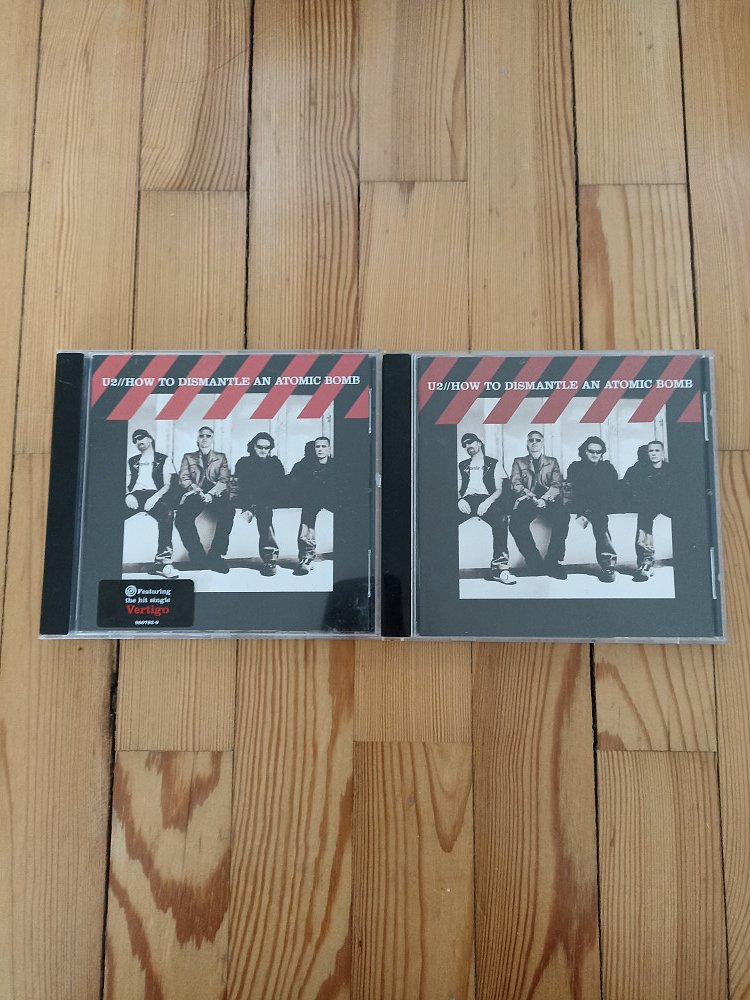 U2//HOW TO DISMANTLE AN ATOMIC BOMB
Featuring
the hit single
Vertigo
U2//HOW TO DISMANTLE AN ATOMIC BOMB